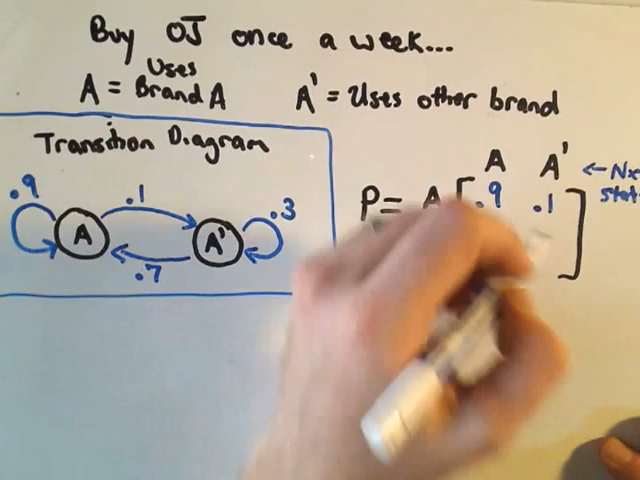 Buy OJ once a week...
Uses
A = Brand A A' = Uses other brand
Transition Diagram
A A' ←
.9 .1 .3 P = A .9 .1
A A'
.7